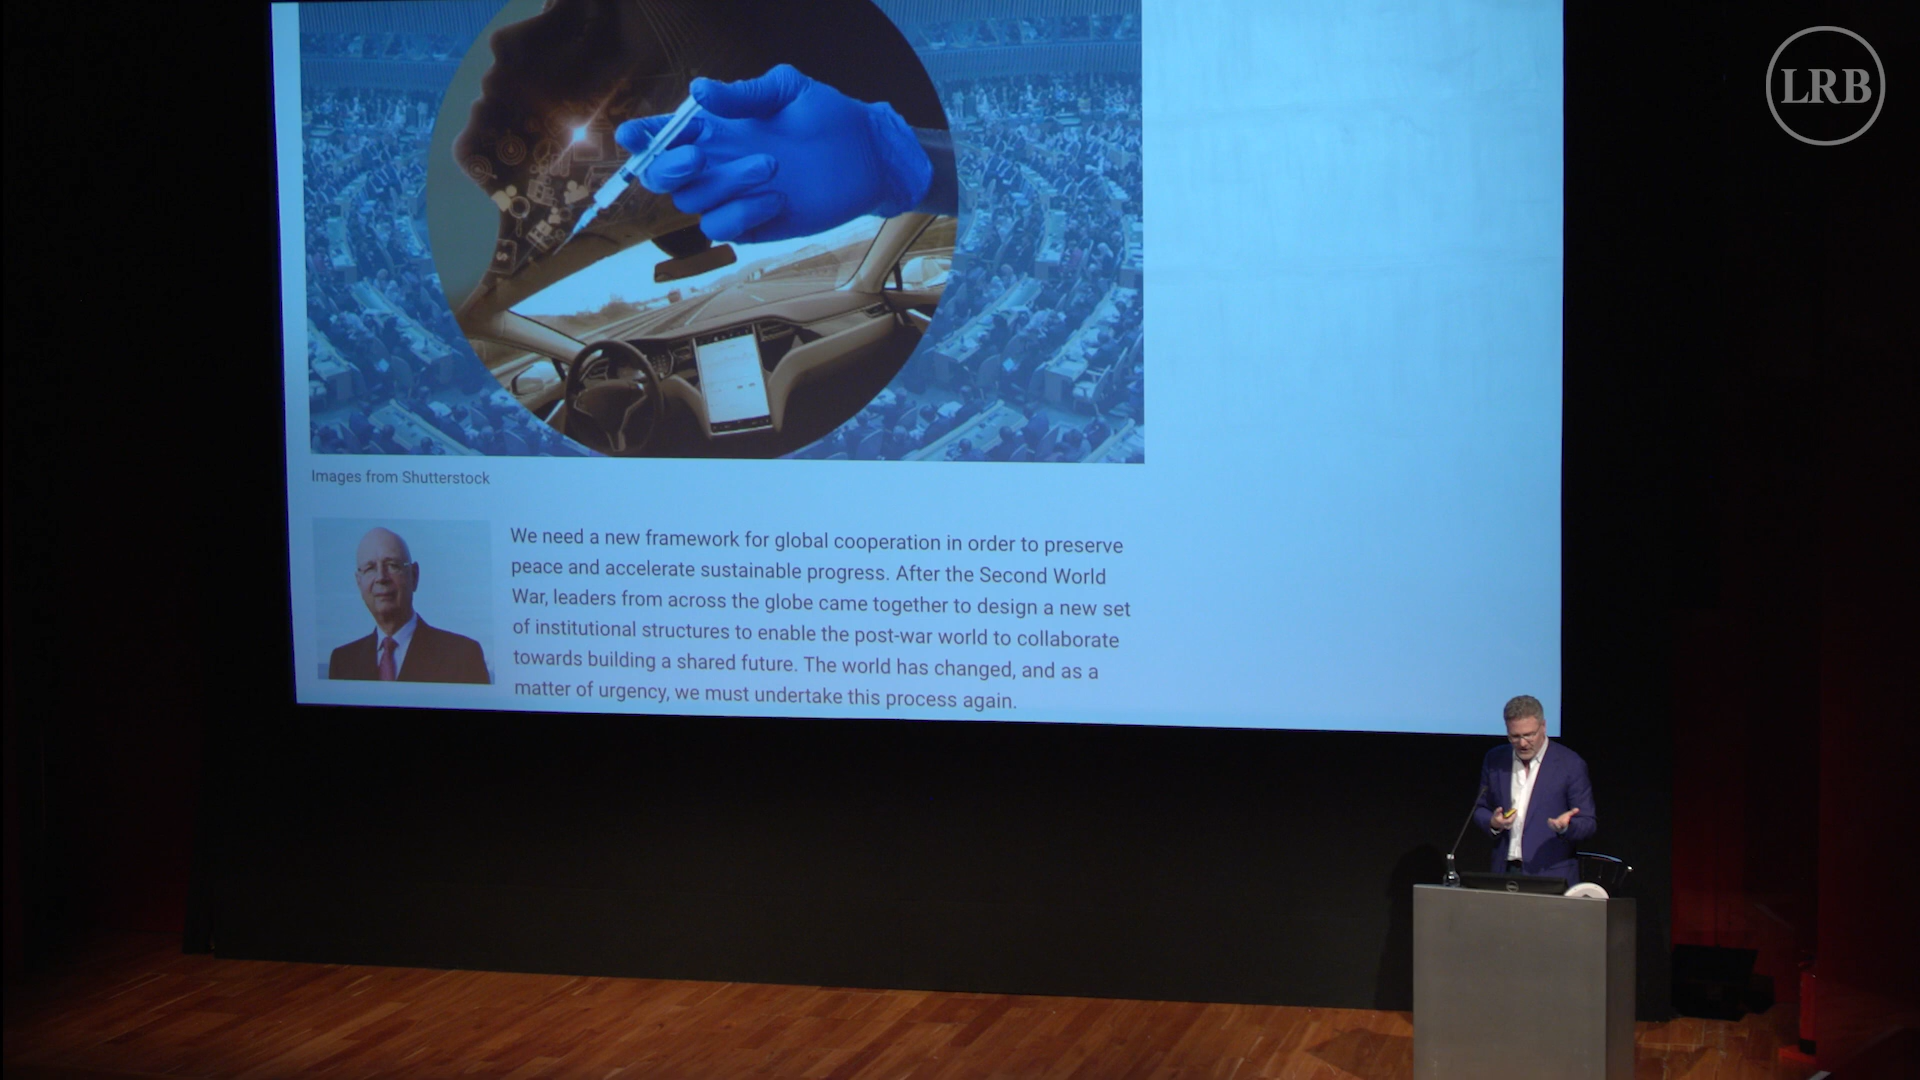 LRB
Images from Shutterstock
We need a new framework for global cooperation in order to preserve
peace and accelerate sustainable progress. After the Second World
War, leaders from across the globe came together to design a new set
of institutional structures to enable the post-war world to collaborate
towards building a shared future. The world has changed, and as a
matter of urgency, we must undertake this process again.